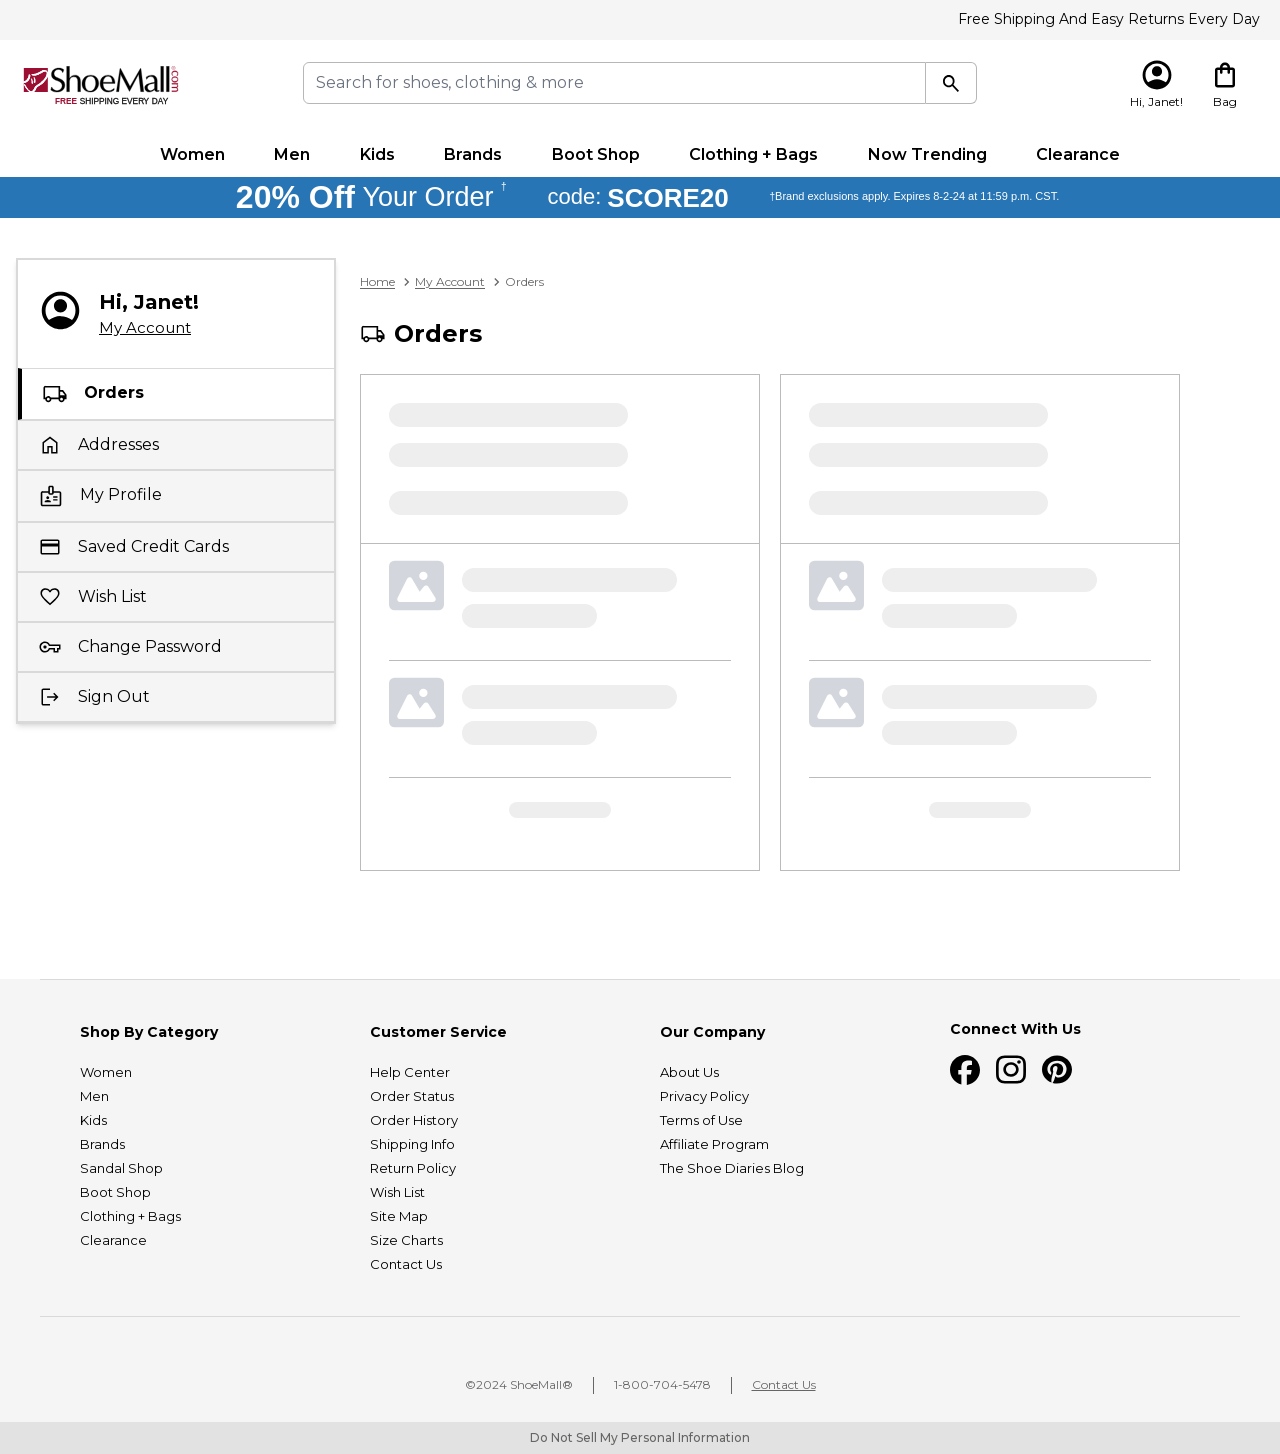 Free Shipping And Easy Returns Every Day
ShoeMall.com®
FREE SHIPPING EVERY DAY
Search for shoes, clothing & more
Hi, Janet!
Bag
Women Men Kids Brands Boot Shop Clothing + Bags Now Trending Clearance
20% Off Your Order † code: SCORE20 †Brand exclusions apply. Expires 8-2-24 at 11:59 p.m. CST.
Hi, Janet!
My Account
Orders
Addresses
My Profile
Saved Credit Cards
Wish List
Change Password
Sign Out
Home > My Account > Orders
Orders
Shop By Category
Women
Men
Kids
Brands
Sandal Shop
Boot Shop
Clothing + Bags
Clearance
Customer Service
Help Center
Order Status
Order History
Shipping Info
Return Policy
Wish List
Site Map
Size Charts
Contact Us
Our Company
About Us
Privacy Policy
Terms of Use
Affiliate Program
The Shoe Diaries Blog
Connect With Us
©2024 ShoeMall® | 1-800-704-5478 | Contact Us
Do Not Sell My Personal Information